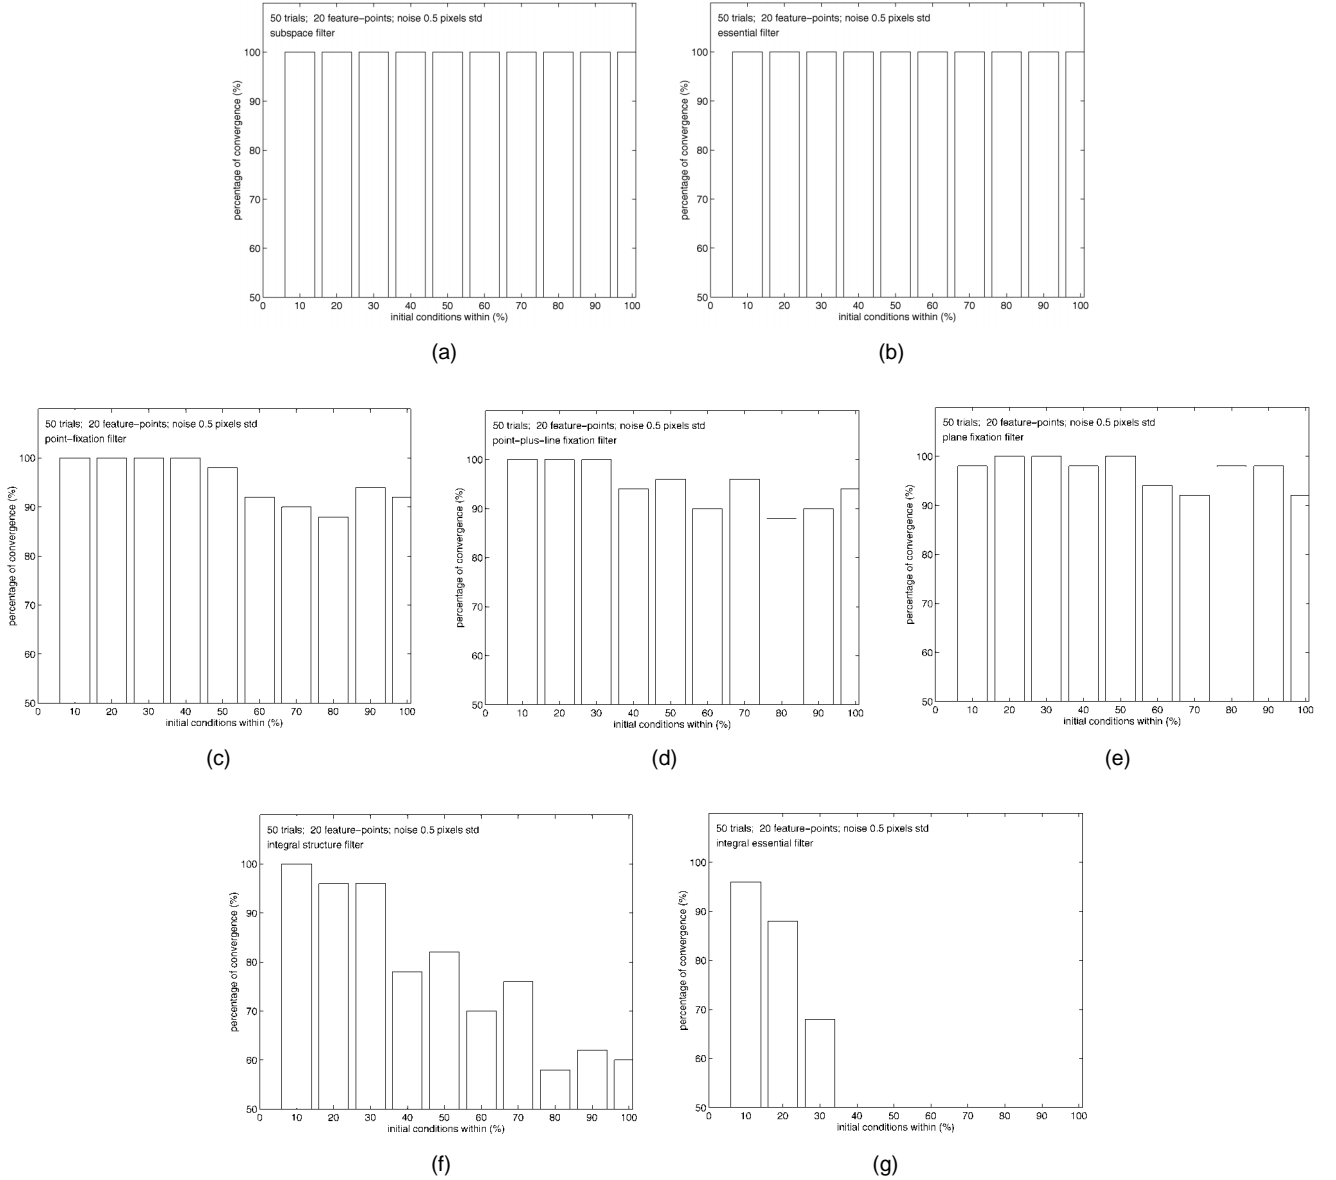 50 trials;  20 feature-points; noise 0.5 pixels std
subspace filter
percentage of convergence (%)
100
90
80
70
60
50
0 10 20 30 40 50 60 70 80 90 100
initial conditions within (%)
(a)
50 trials;  20 feature-points; noise 0.5 pixels std
essential filter
percentage of convergence (%)
100
90
80
70
60
50
0 10 20 30 40 50 60 70 80 90 100
initial conditions within (%)
(b)
50 trials;  20 feature-points; noise 0.5 pixels std
point-fixation filter
percentage of convergence (%)
100
90
80
70
60
50
0 10 20 30 40 50 60 70 80 90 100
initial conditions within (%)
(c)
50 trials;  20 feature-points; noise 0.5 pixels std
point-plus-line fixation filter
percentage of convergence (%)
100
90
80
70
60
50
0 10 20 30 40 50 60 70 80 90 100
initial conditions within (%)
(d)
50 trials;  20 feature-points; noise 0.5 pixels std
plane fixation filter
percentage of convergence (%)
100
90
80
70
60
50
0 10 20 30 40 50 60 70 80 90 100
initial conditions within (%)
(e)
50 trials;  20 feature-points; noise 0.5 pixels std
integral structure filter
percentage of convergence (%)
100
90
80
70
60
50
0 10 20 30 40 50 60 70 80 90 100
initial conditions within (%)
(f)
50 trials;  20 feature-points; noise 0.5 pixels std
integral essential filter
percentage of convergence (%)
100
90
80
70
60
50
0 10 20 30 40 50 60 70 80 90 100
initial conditions within (%)
(g)